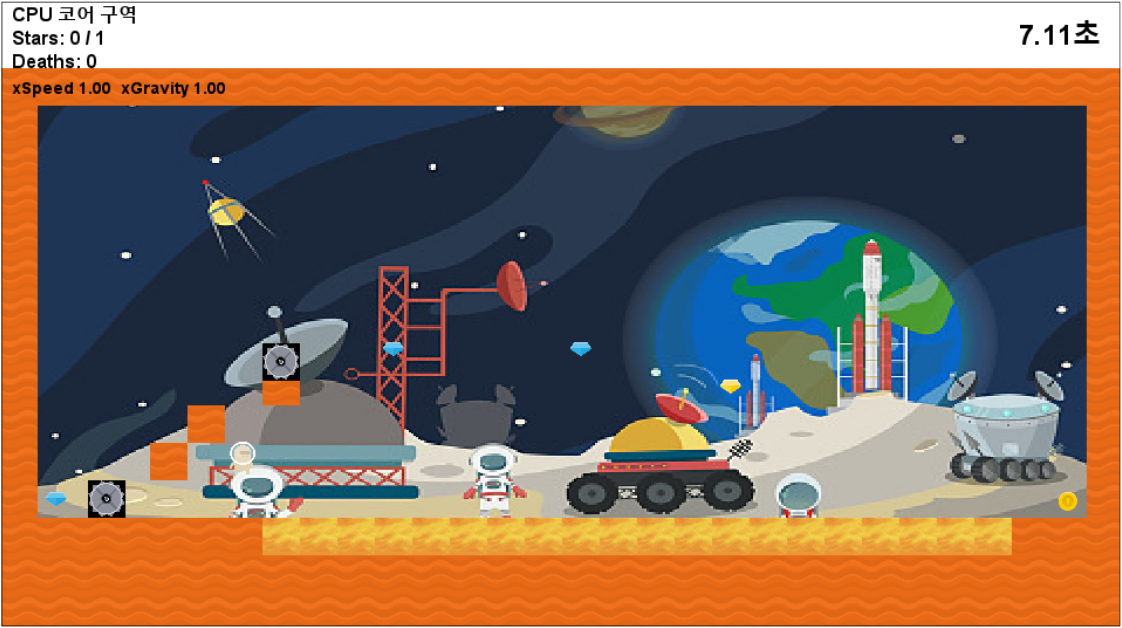 CPU 코어 구역
Stars: 0 / 1
7.11초
Deaths: 0
xSpeed 1.00  xGravity 1.00